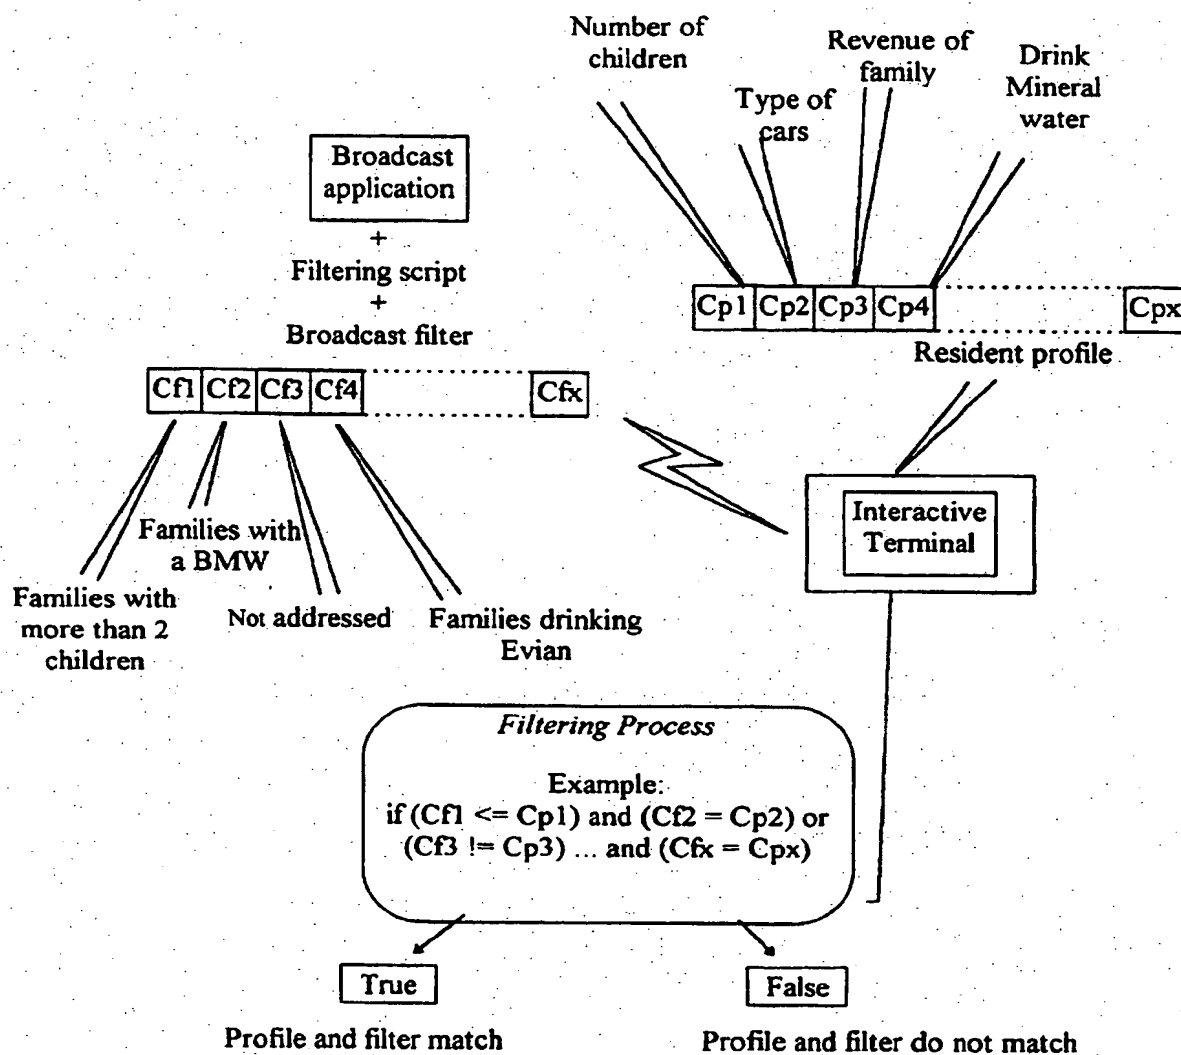 Number of
children
Revenue of
family
Drink
Mineral
water
Type of
cars
Broadcast
application
+
Filtering script
+
Broadcast filter
Cp1 Cp2 Cp3 Cp4 Cpx
Resident profile
Cf1 Cf2 Cf3 Cf4 Cfx
Interactive
Terminal
Families with
a BMW
Families with
more than 2
children
Not addressed
Families drinking
Evian
Filtering Process
Example:
if (Cf1 <= Cp1) and (Cf2 = Cp2) or
(Cf3 != Cp3) ... and (Cfx = Cpx)
True
False
Profile and filter match
Profile and filter do not match